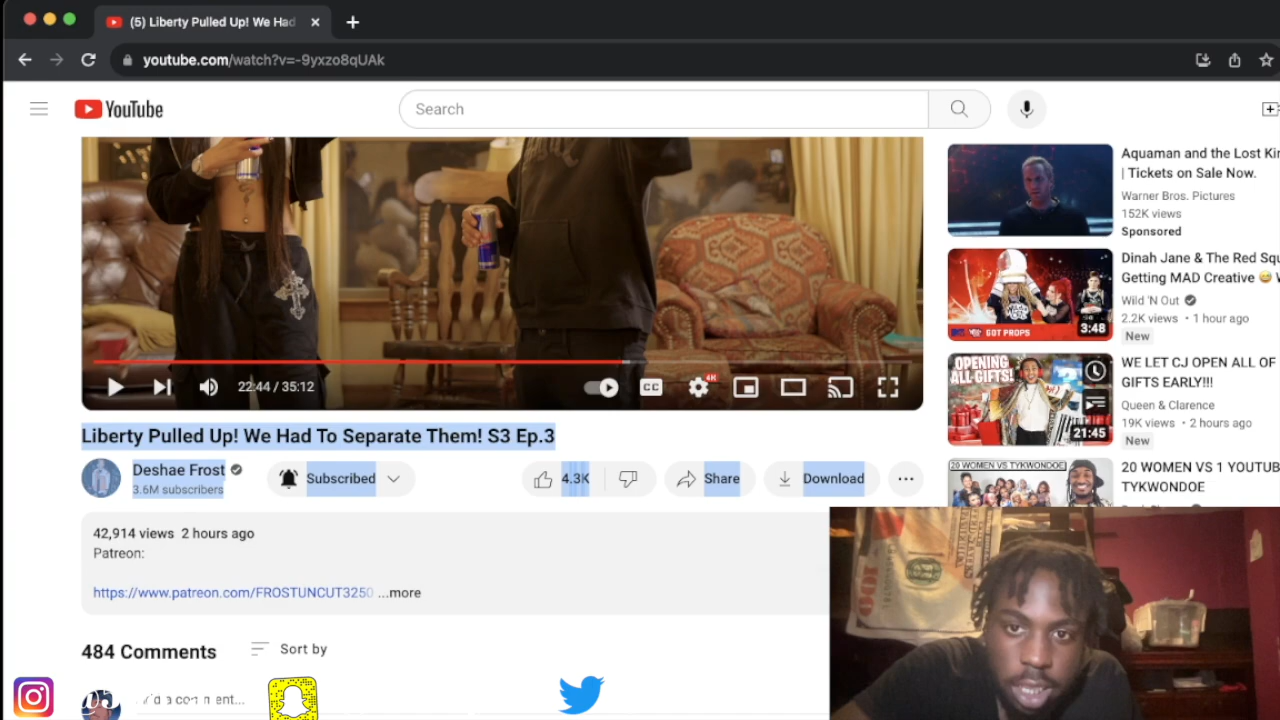 (5) Liberty Pulled Up! We Had
youtube.com/watch?v=-9yxzo8qUAk
YouTube
Search
22:44 / 35:12
CC
4K
Liberty Pulled Up! We Had To Separate Them! S3 Ep.3
Deshae Frost
3.6M subscribers
Subscribed
4.3K
Share
Download
42,914 views 2 hours ago
Patreon:
https://www.patreon.com/FROSTUNCUT3250 ...more
484 Comments
Sort by
Aquaman and the Lost
| Tickets on Sale Now.
Warner Bros. Pictures
152K views
Sponsored
GOT PROPS
3:48
Dinah Jane & The Red
Getting MAD Creative
Wild 'N Out
2.2K views • 1 hour ago
New
OPENING
ALL GIFTS!
21:45
WE LET CJ OPEN ALL OF
GIFTS EARLY!!!
Queen & Clarence
19K views • 2 hours ago
New
20 WOMEN VS TYKWONDOE
20 WOMEN VS 1
TYKWONDOE
100